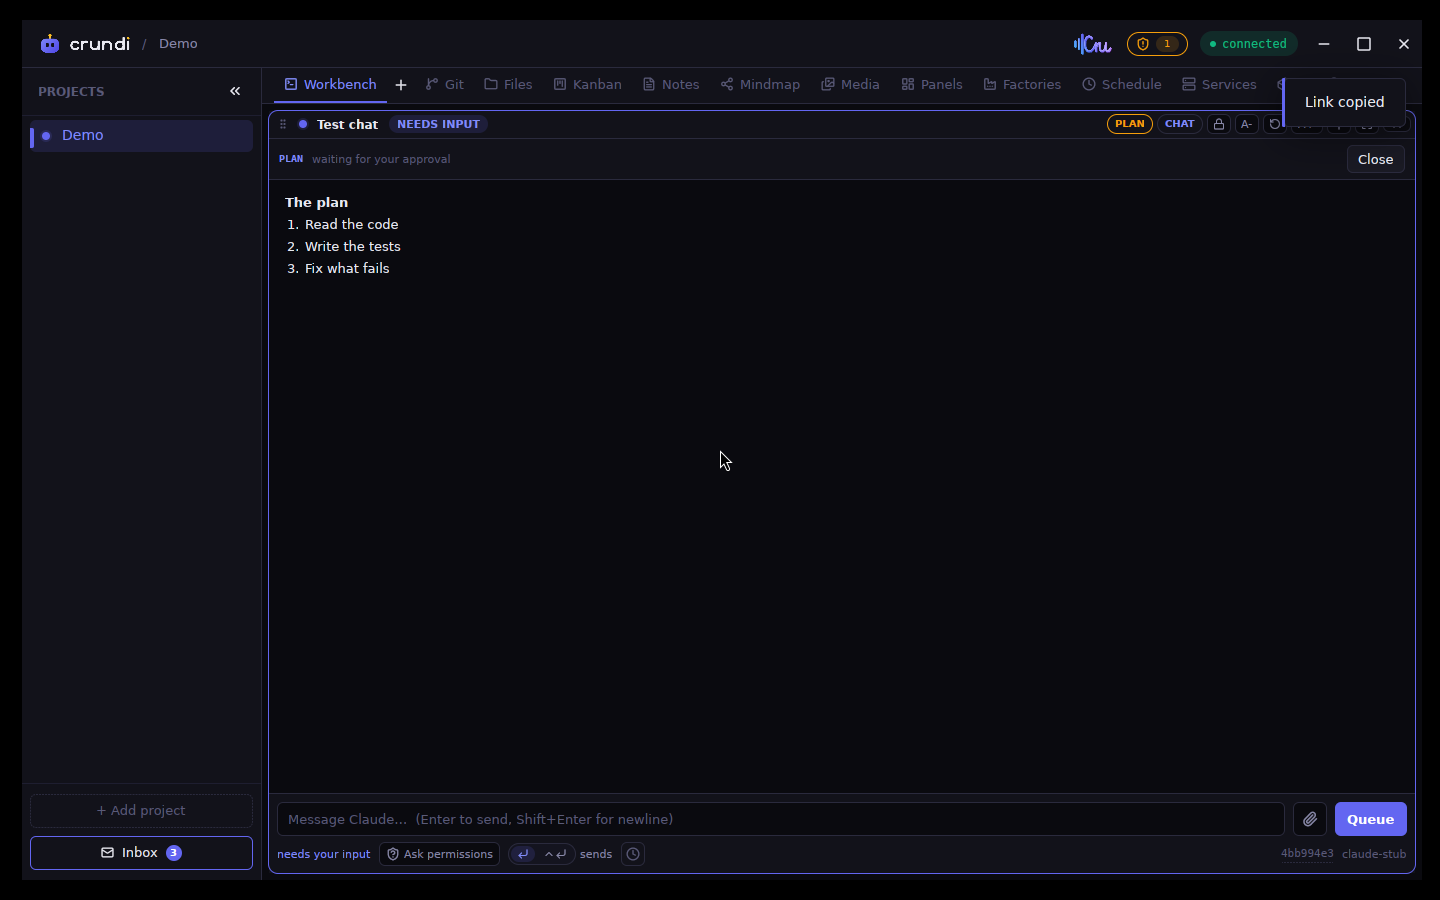 crundi / Demo
Cru
1
connected
PROJECTS
Workbench
Git
Files
Kanban
Notes
Mindmap
Media
Panels
Factories
Schedule
Services
Link copied
Demo
Test chat
NEEDS INPUT
PLAN
CHAT
A-
PLAN waiting for your approval
Close
The plan
1. Read the code
2. Write the tests
3. Fix what fails
+ Add project
Inbox 3
Message Claude... (Enter to send, Shift+Enter for newline)
Queue
needs your input
Ask permissions
sends
4bb994e3
claude-stub